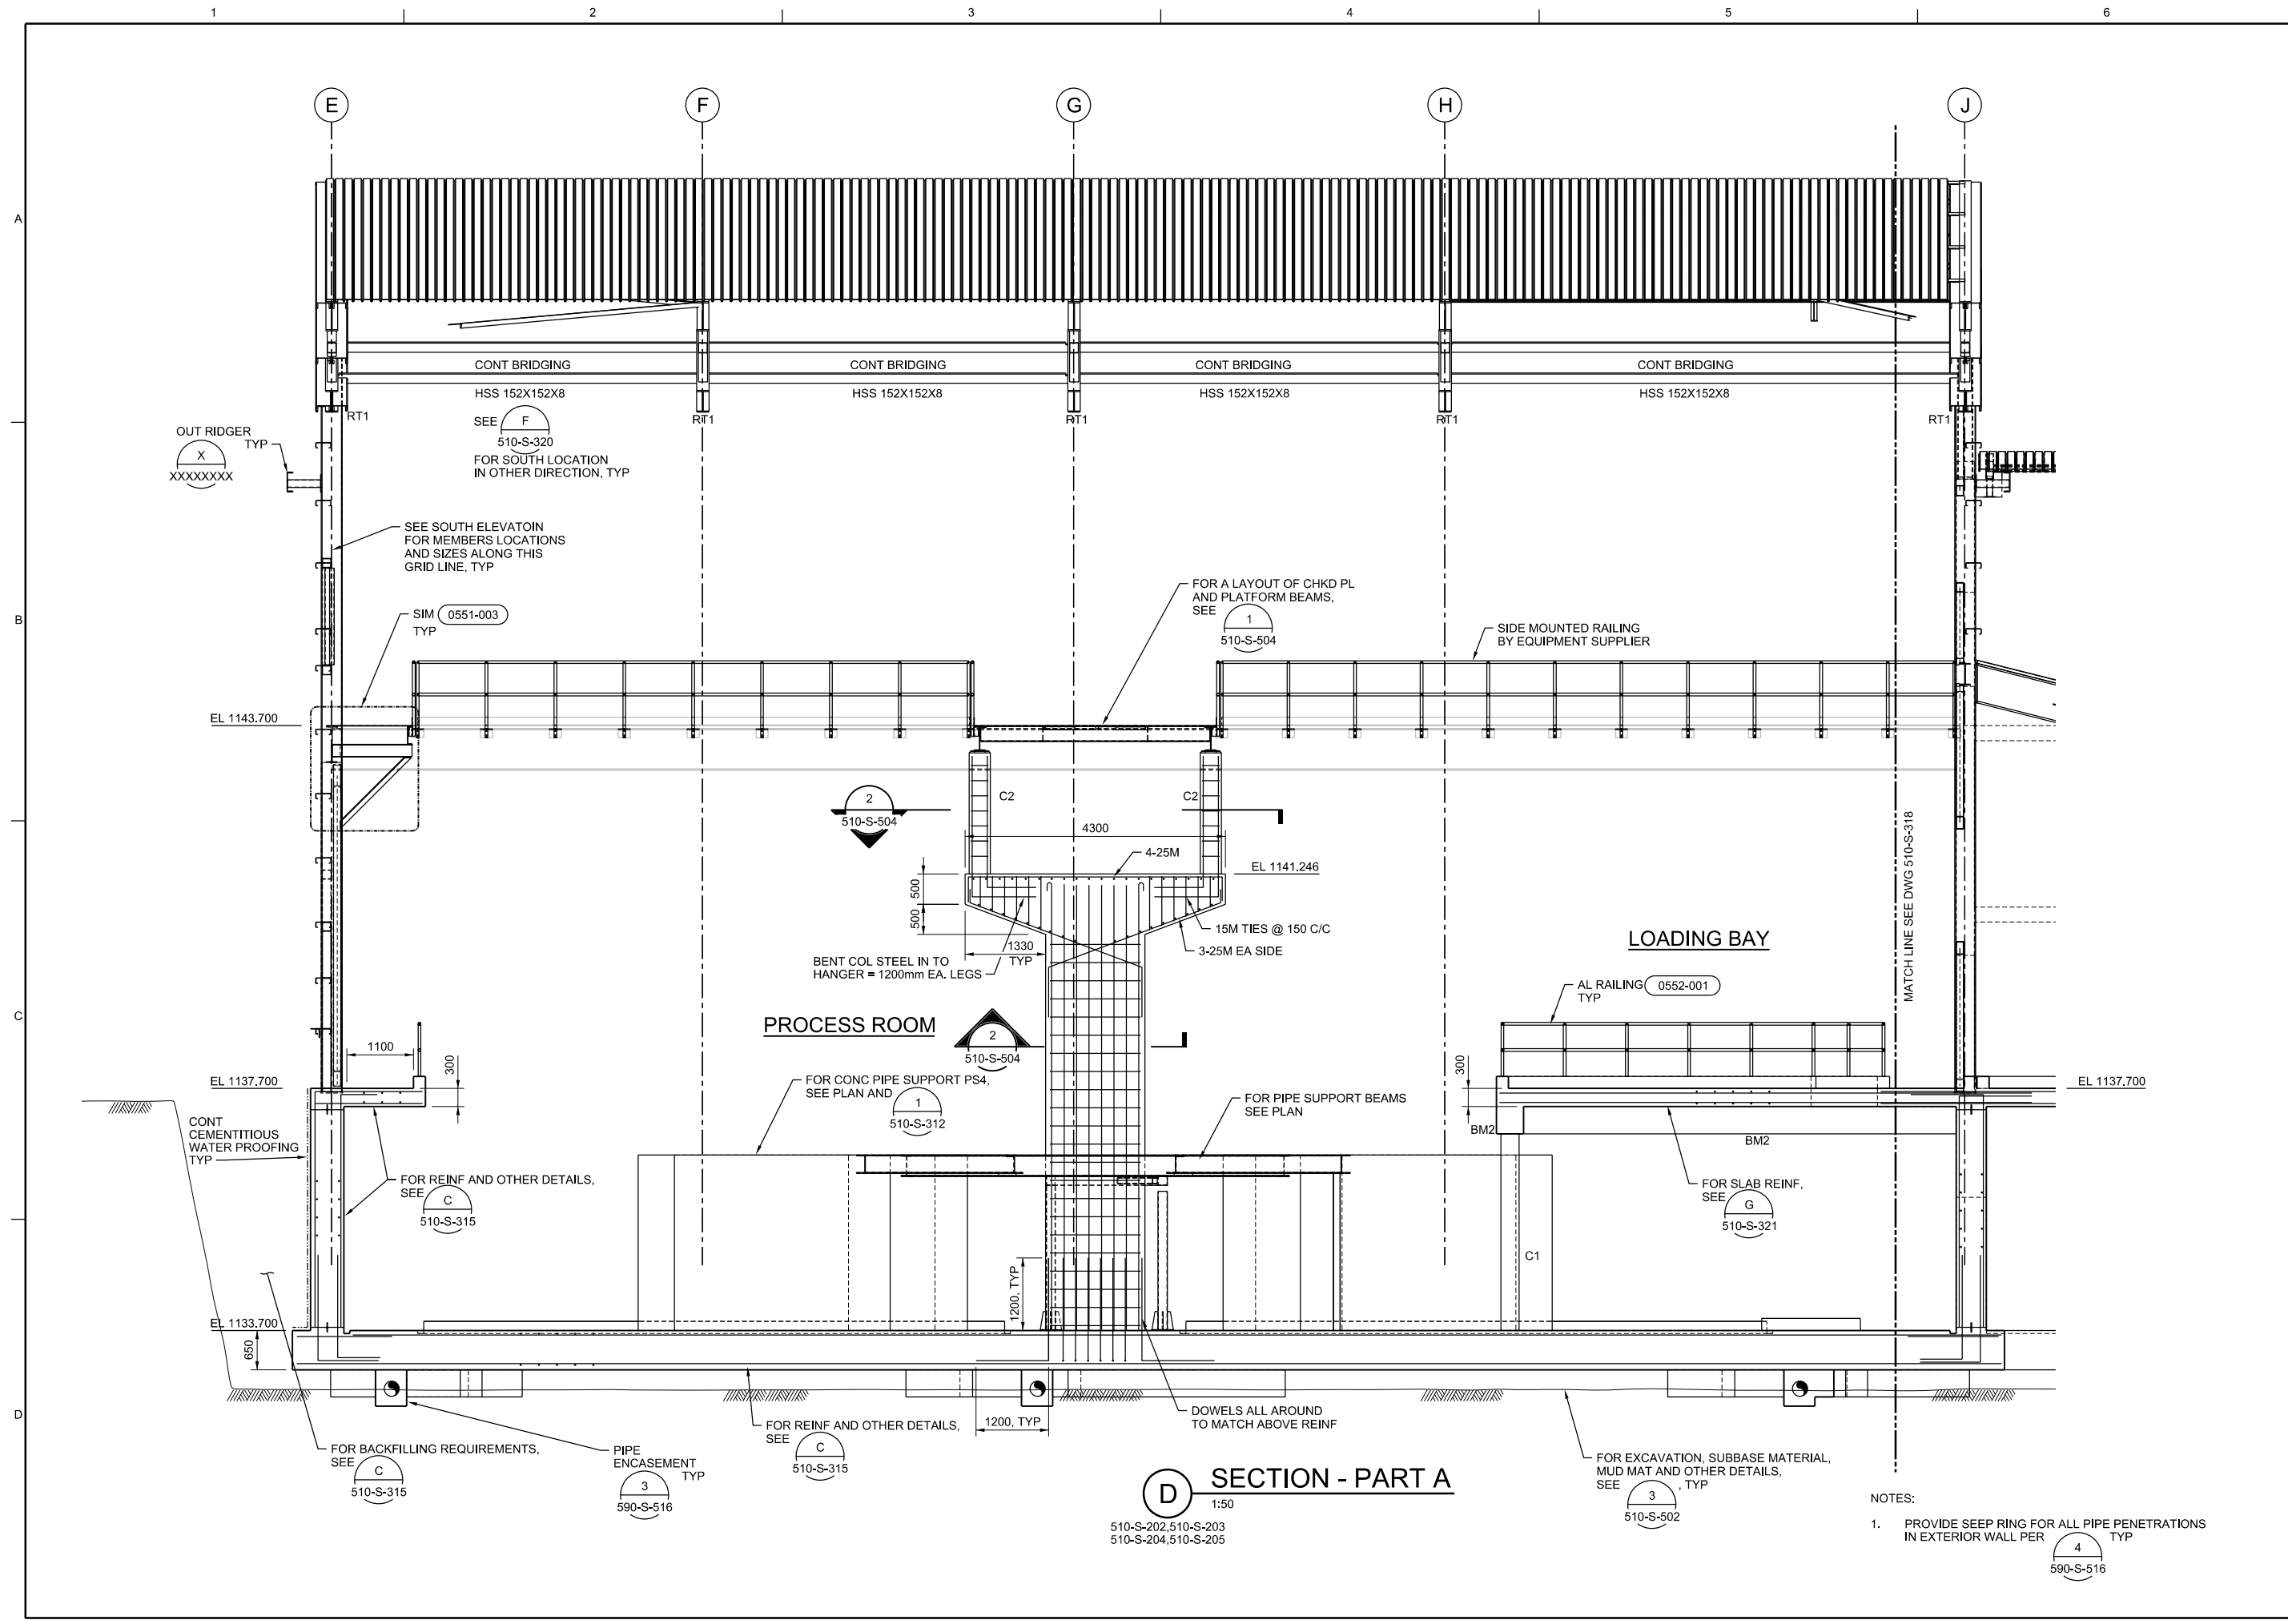 1 2 3 4 5 6
A
B
C
D
E F G H J
CONT BRIDGING CONT BRIDGING CONT BRIDGING CONT BRIDGING
HSS 152X152X8 HSS 152X152X8 HSS 152X152X8 HSS 152X152X8
RT1 RT1 RT1 RT1 RT1
SEE F
510-S-320
FOR SOUTH LOCATION
IN OTHER DIRECTION, TYP
OUT RIDGER
TYP
X
XXXXXXXX
SEE SOUTH ELEVATOIN
FOR MEMBERS LOCATIONS
AND SIZES ALONG THIS
GRID LINE, TYP
SIM 0551-003
TYP
FOR A LAYOUT OF CHKD PL
AND PLATFORM BEAMS,
SEE
1
510-S-504
SIDE MOUNTED RAILING
BY EQUIPMENT SUPPLIER
EL 1143.700
C2 C2
2
510-S-504
4300
4-25M
EL 1141.246
500
500
1330
TYP
15M TIES @ 150 C/C
3-25M EA SIDE
BENT COL STEEL IN TO
HANGER = 1200mm EA. LEGS
LOADING BAY
MATCH LINE SEE DWG 510-S-318
AL RAILING 0552-001
TYP
PROCESS ROOM
2
510-S-504
1100
300
300
EL 1137.700
EL 1137.700
FOR CONC PIPE SUPPORT PS4,
SEE PLAN AND
1
510-S-312
FOR PIPE SUPPORT BEAMS
SEE PLAN
BM2
BM2
CONT
CEMENTITIOUS
WATER PROOFING
TYP
FOR REINF AND OTHER DETAILS,
SEE
C
510-S-315
FOR SLAB REINF,
SEE
G
510-S-321
C1
1200, TYP
EL 1133.700
650
1200, TYP
DOWELS ALL AROUND
TO MATCH ABOVE REINF
FOR REINF AND OTHER DETAILS,
SEE
C
510-S-315
FOR BACKFILLING REQUIREMENTS,
SEE
C
510-S-315
PIPE
ENCASEMENT
TYP
3
590-S-516
FOR EXCAVATION, SUBBASE MATERIAL,
MUD MAT AND OTHER DETAILS,
SEE , TYP
3
510-S-502
D SECTION - PART A
1:50
510-S-202,510-S-203
510-S-204,510-S-205
NOTES:
1. PROVIDE SEEP RING FOR ALL PIPE PENETRATIONS
IN EXTERIOR WALL PER TYP
4
590-S-516